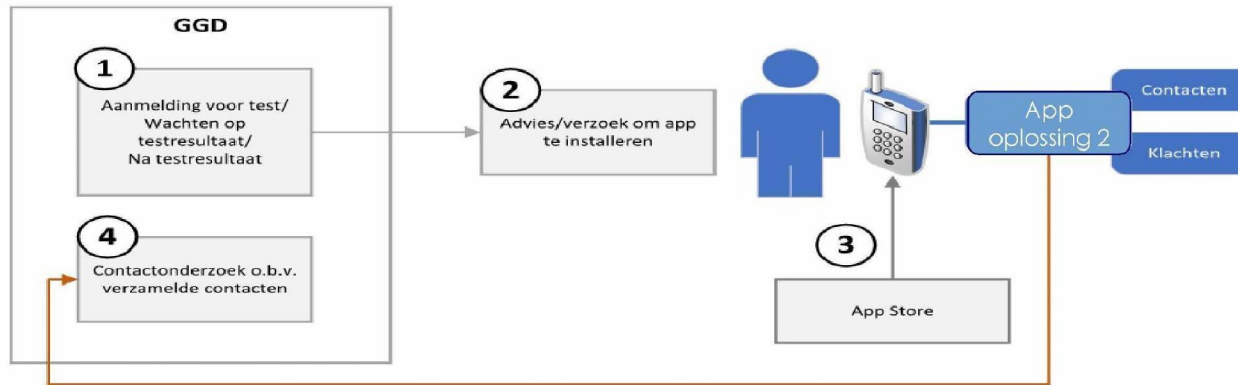 GGD
1
Aanmelding voor test/
Wachten op
testresultaat/
Na testresultaat
2
Advies/verzoek om app
te installeren
App
oplossing 2
Contacten
Klachten
3
App Store
4
Contactonderzoek o.b.v.
verzamelde contacten